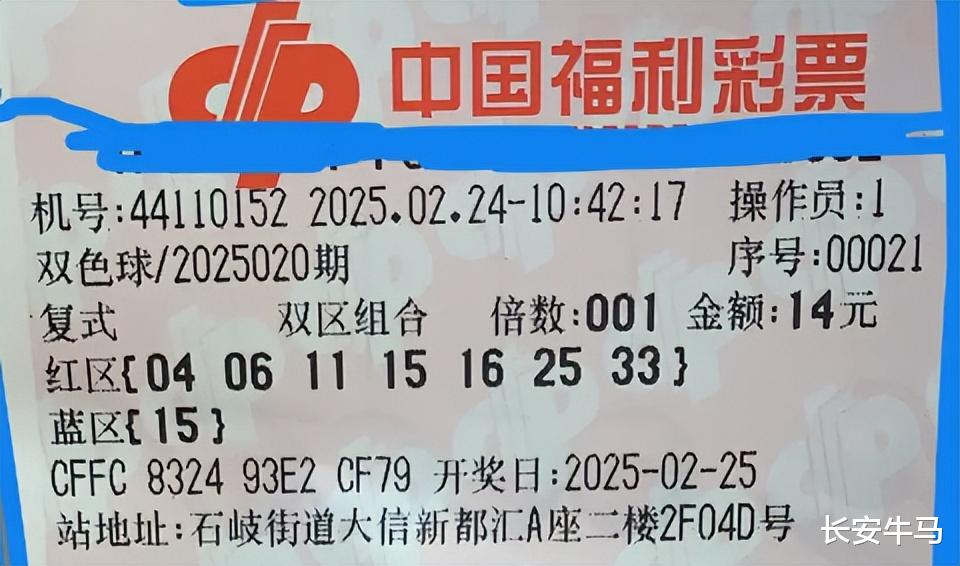 中国福利彩票
机号:44110152 2025.02.24-10:42:17 操作员:1
双色球/2025020期 序号:00021
复式 双区组合 倍数:001 金额:14元
红区{04 06 11 15 16 25 33}
蓝区{15}
CFFC 8324 93E2 CF79 开奖日:2025-02-25
站地址:石岐街道大信新都汇A座二楼2F04D号
长安牛马